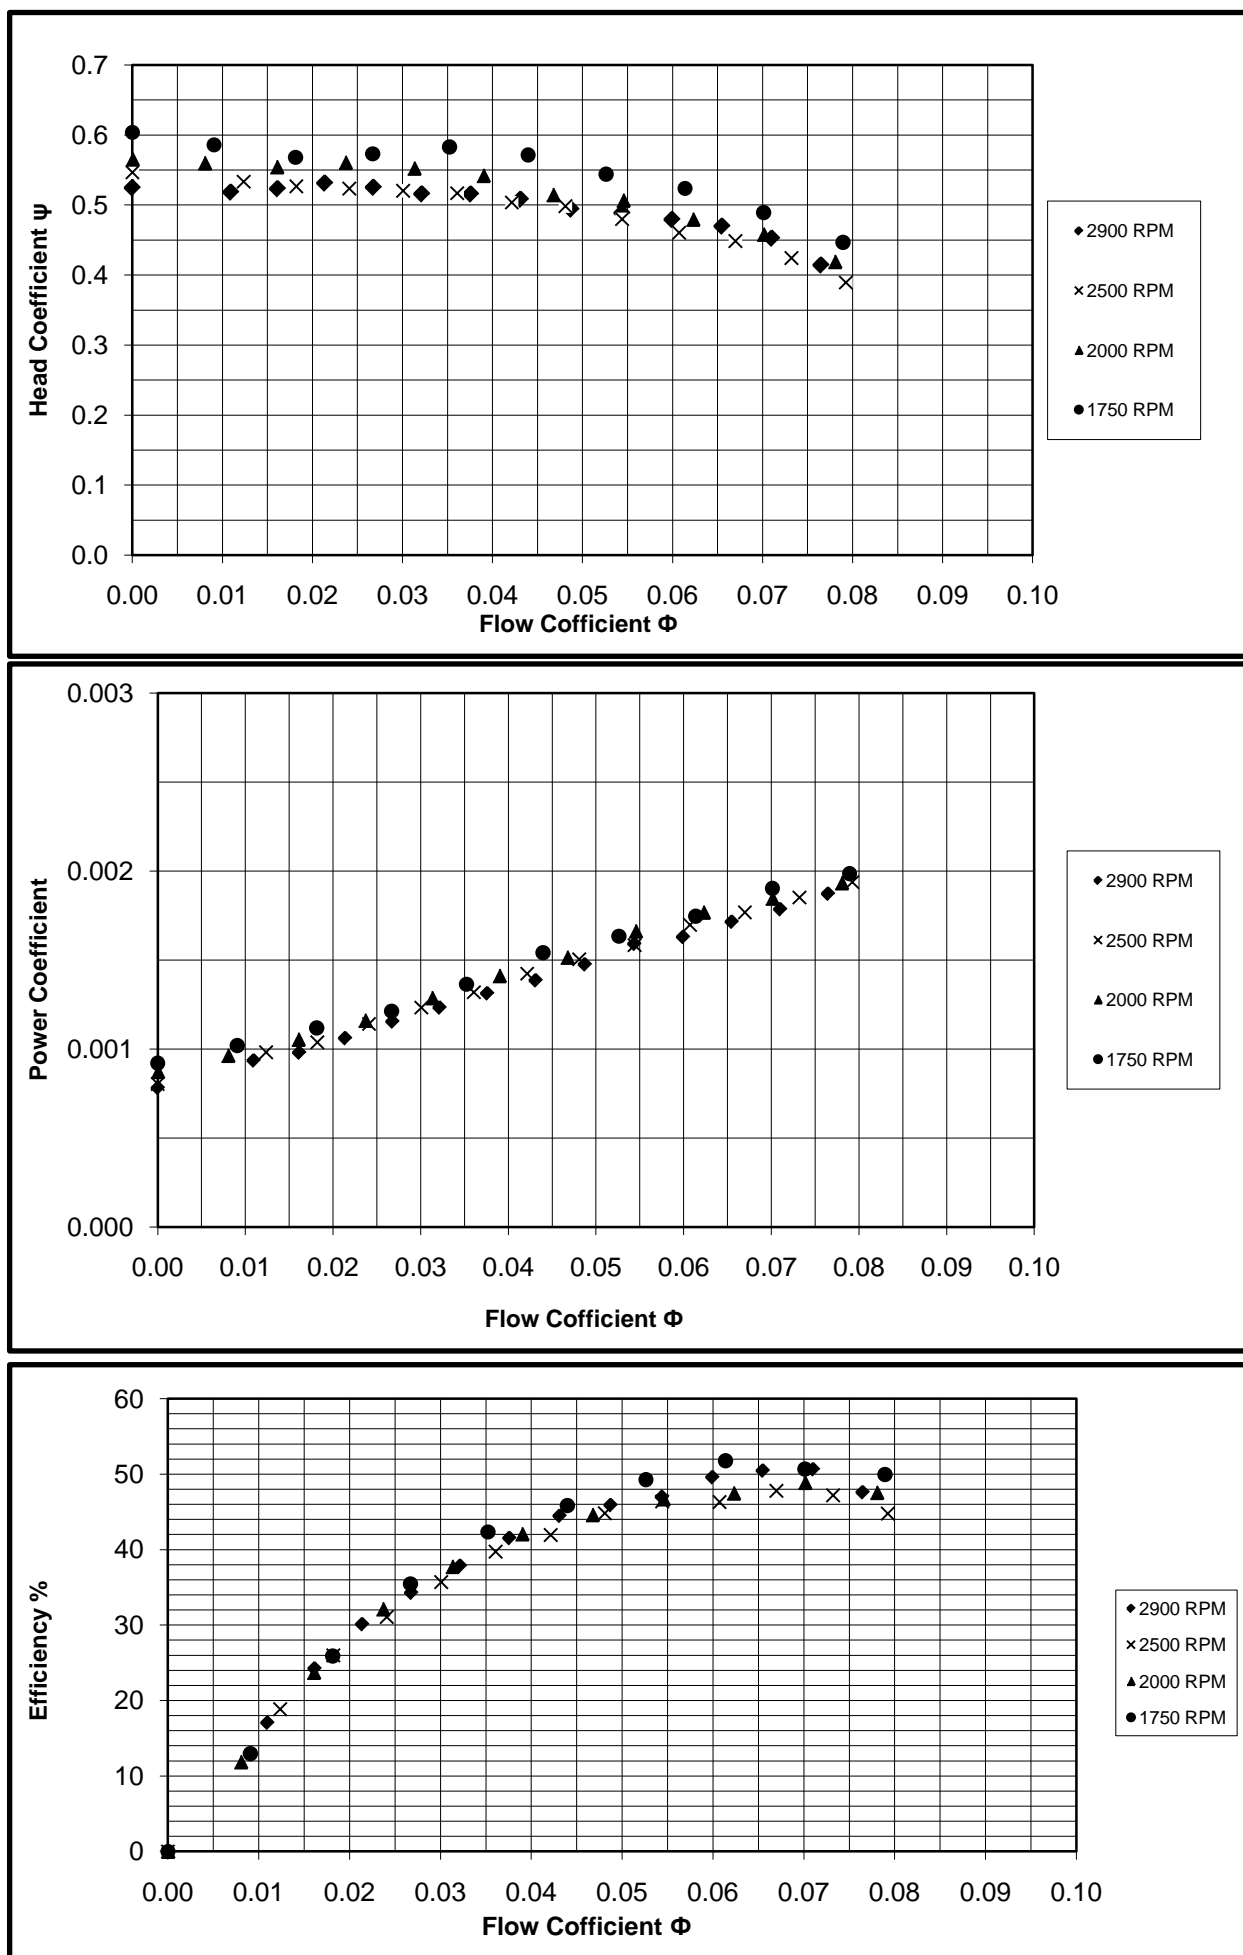 0.7
0.6
0.5
0.4
0.3
0.2
0.1
0.0
Head Coefficient ψ
0.00 0.01 0.02 0.03 0.04 0.05 0.06 0.07 0.08 0.09 0.10
Flow Cofficient Φ
2900 RPM
2500 RPM
2000 RPM
1750 RPM
0.003
0.002
0.001
0.000
Power Coefficient
0.00 0.01 0.02 0.03 0.04 0.05 0.06 0.07 0.08 0.09 0.10
Flow Cofficient Φ
2900 RPM
2500 RPM
2000 RPM
1750 RPM
60
50
40
30
20
10
0
Efficiency %
0.00 0.01 0.02 0.03 0.04 0.05 0.06 0.07 0.08 0.09 0.10
Flow Cofficient Φ
2900 RPM
2500 RPM
2000 RPM
1750 RPM